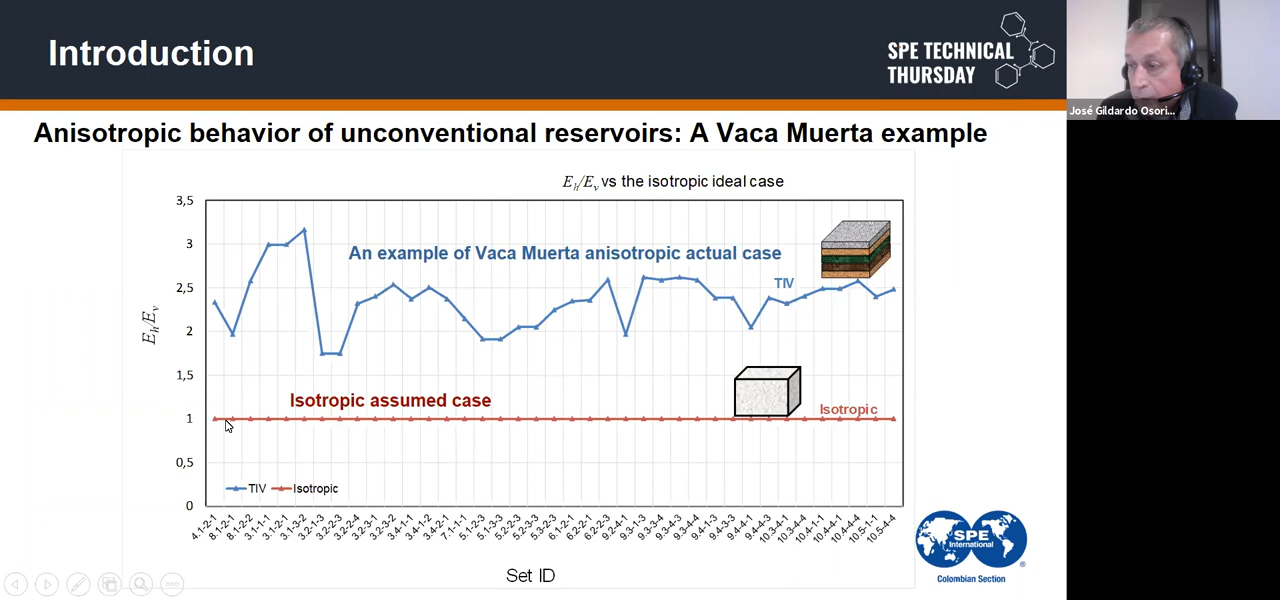 Introduction
SPE TECHNICAL
THURSDAY
José Gildardo Osori...
Anisotropic behavior of unconventional reservoirs: A Vaca Muerta example
Eh/Ev vs the isotropic ideal case
3,5
3
2,5
2
1,5
1
0,5
0
Eh/Ev
An example of Vaca Muerta anisotropic actual case
TIV
Isotropic assumed case
Isotropic
TIV
Isotropic
4.1-2-1
8.1-2-1
8.1-2-2
3.1-1-1
3.1-3-1
3.1-3-2
3.2-1-3
3.2-2-3
3.2-2-4
3.2-3-1
3.2-3-2
3.4-1-1
3.4-1-2
3.4-2-1
7.1-1-1
5.1-2-3
5.2-2-3
5.2-3-3
5.3-2-3
6.1-2-1
6.2-2-1
6.2-2-3
9.2-4-1
9.3-1-3
9.3-3-4
9.3-4-3
9.3-4-4
9.4-1-3
9.4-3-3
9.4-4-1
9.4-4-3
10.3-4-1
10.3-4-4
10.4-4-1
10.4-1-1
10.4-4-4
10.5-1-1
10.5-4-4
Set ID
SPE
International
®
Colombian Section